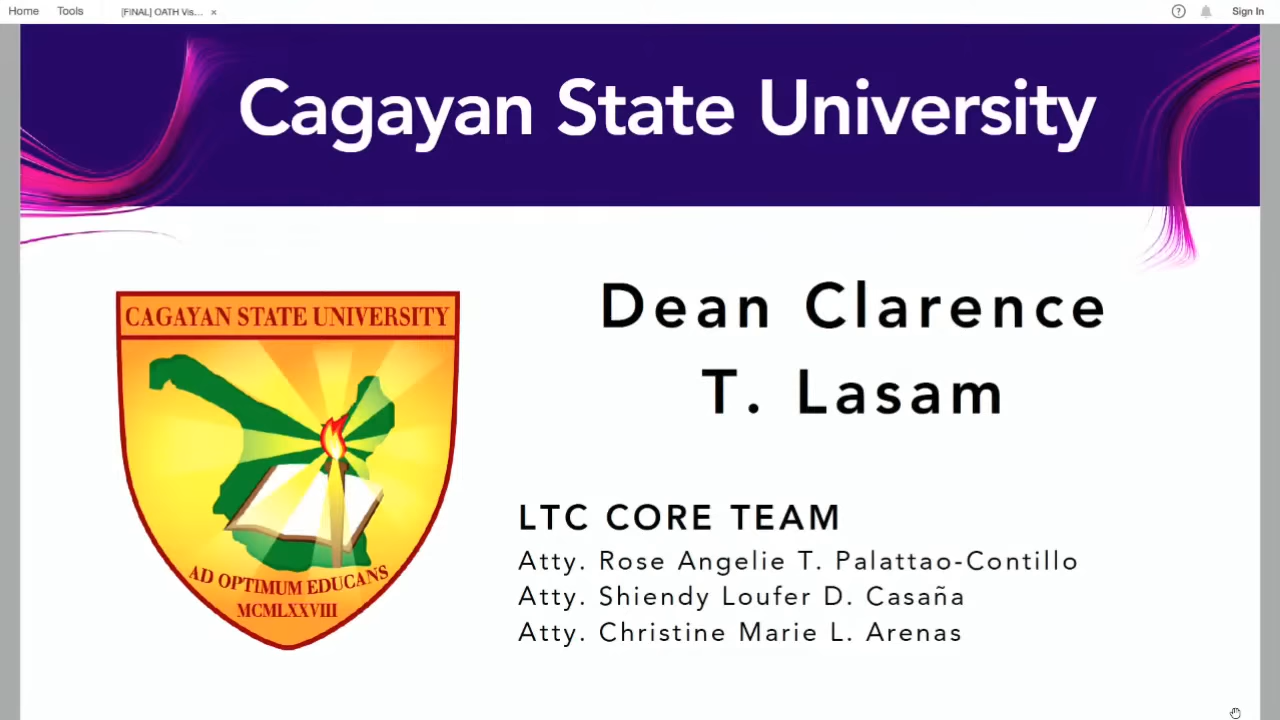 Home Tools [FINAL] OATH Vis... × ? Sign In
Cagayan State University
CAGAYAN STATE UNIVERSITY
AD OPTIMUM EDUCANS
MCMLXXVIII
Dean Clarence
T. Lasam
LTC CORE TEAM
Atty. Rose Angelie T. Palattao-Contillo
Atty. Shiendy Loufer D. Casaña
Atty. Christine Marie L. Arenas